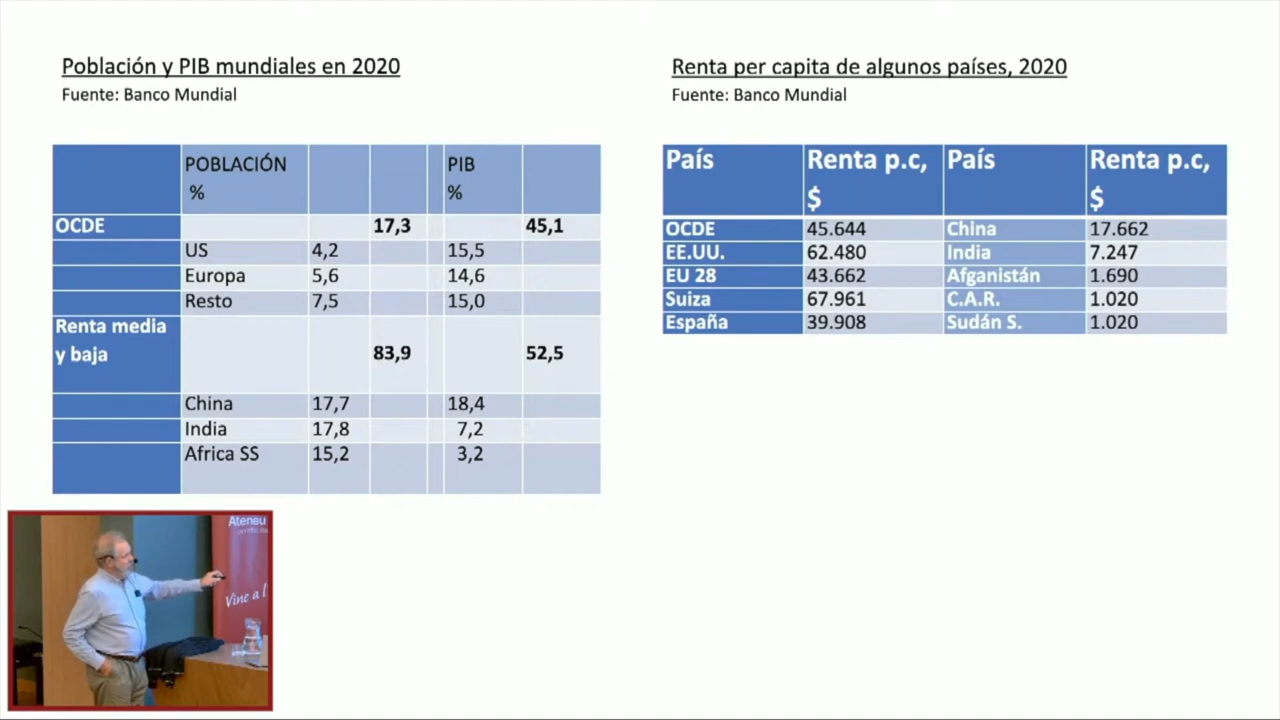 Población y PIB mundiales en 2020
Fuente: Banco Mundial
POBLACIÓN PIB
% %
OCDE 17,3 45,1
US 4,2 15,5
Europa 5,6 14,6
Resto 7,5 15,0
Renta media
y baja 83,9 52,5
China 17,7 18,4
India 17,8 7,2
Africa SS 15,2 3,2
Renta per capita de algunos países, 2020
Fuente: Banco Mundial
País Renta p.c, País Renta p.c,
$ $
OCDE 45.644 China 17.662
EE.UU. 62.480 India 7.247
EU 28 43.662 Afganistán 1.690
Suiza 67.961 C.A.R. 1.020
España 39.908 Sudán S. 1.020
Ateneu
Vine a l